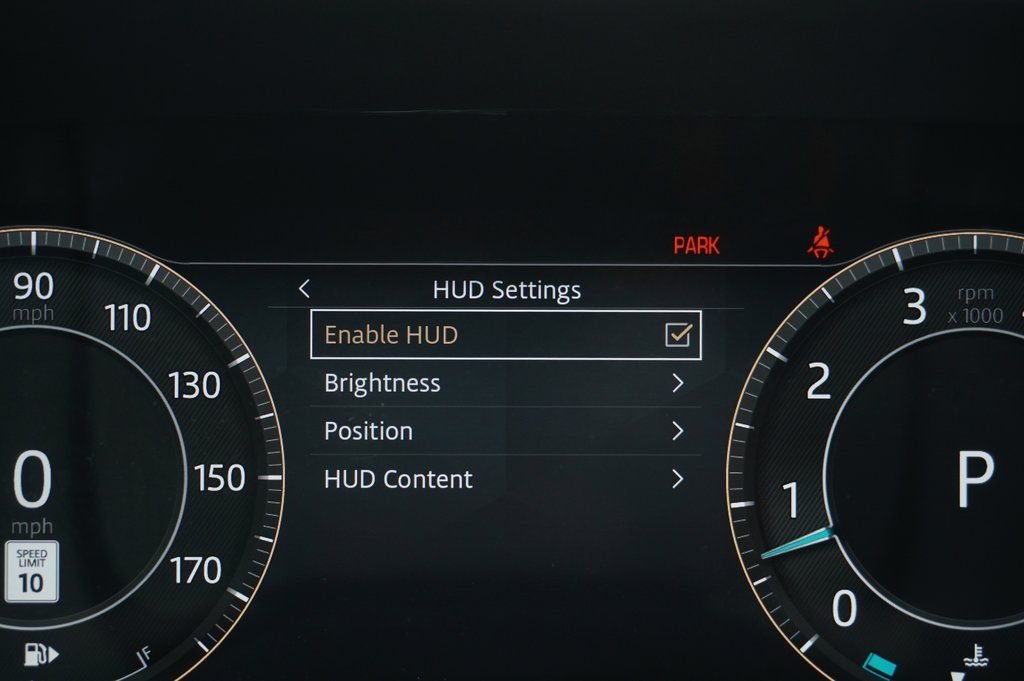 PARK
HUD Settings
Enable HUD
Brightness
Position
HUD Content
90
mph
110
130
150
170
0
mph
SPEED
LIMIT
10
F
3
rpm
x 1000
2
1
0
P